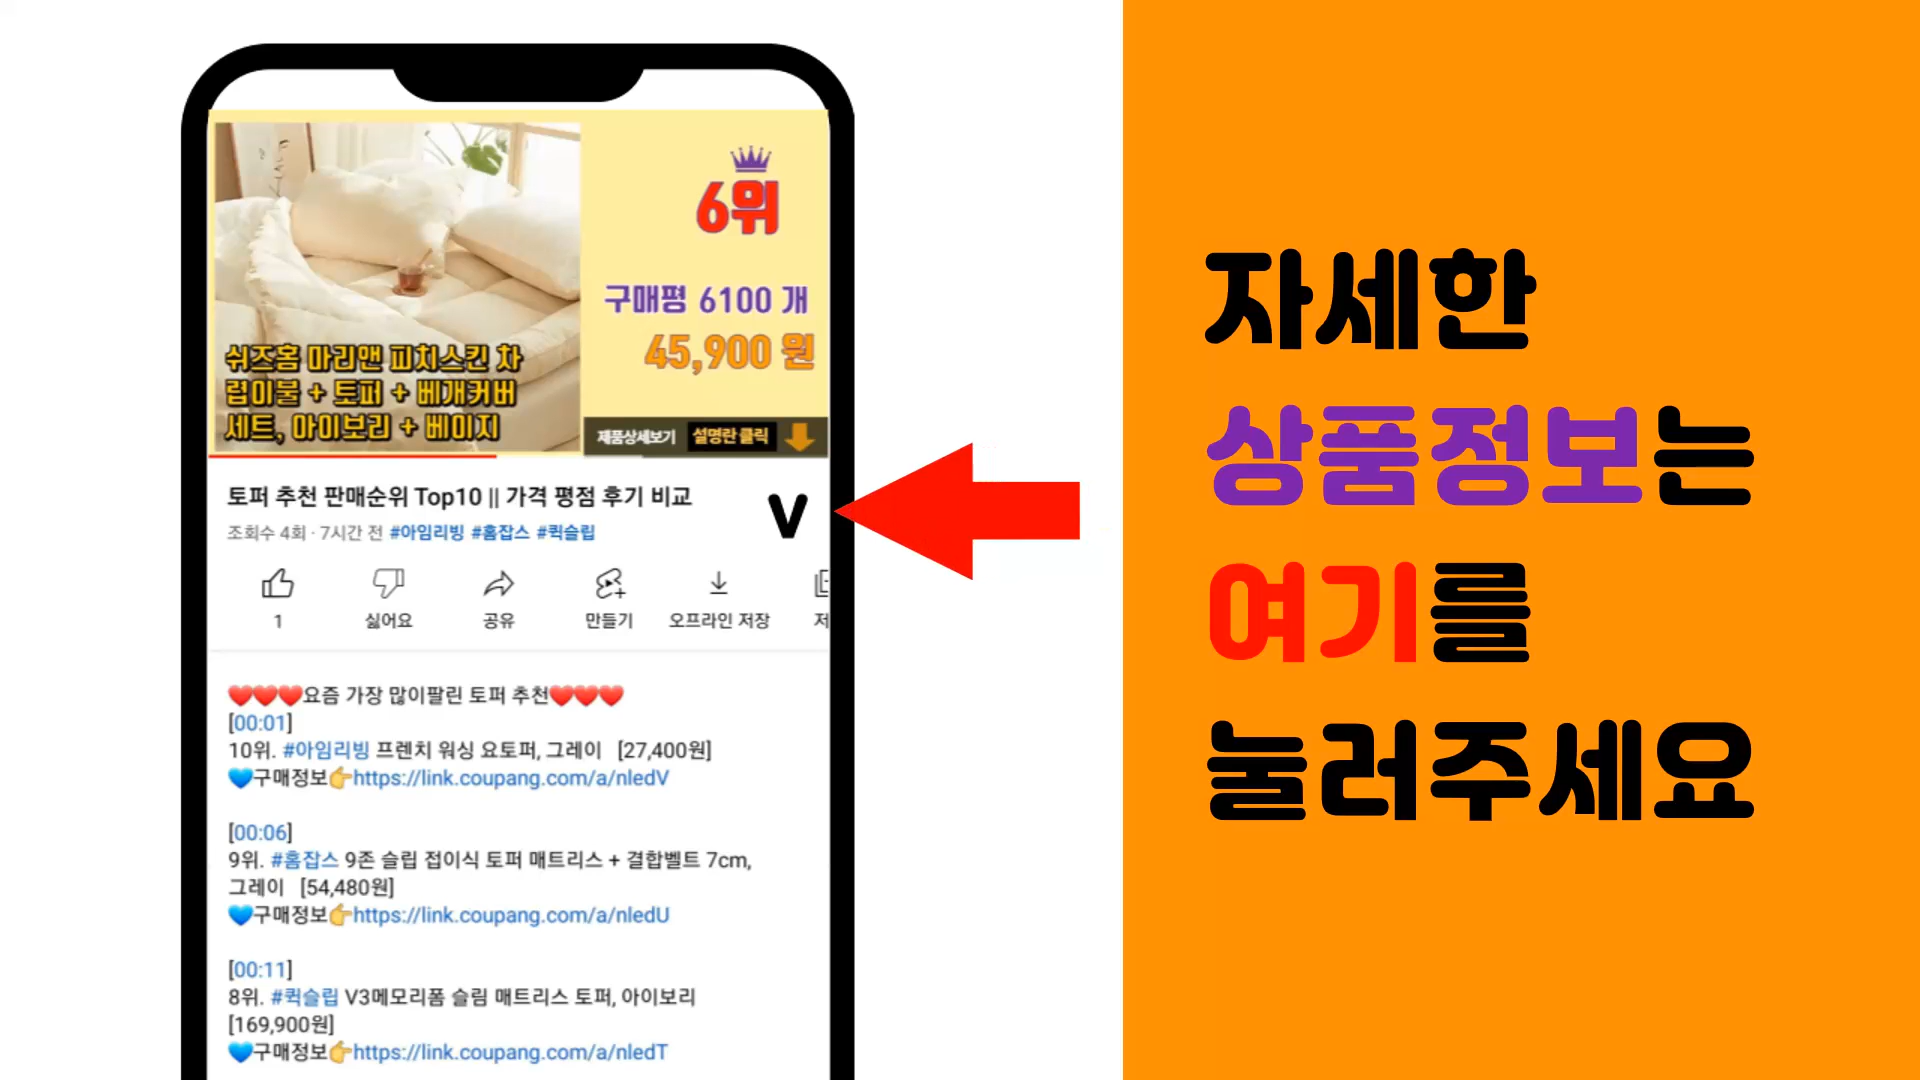 6위
구매평 6100 개
45,900 원
쉬즈홈 마리앤 피치스킨 차
렵이불 + 토퍼 + 베개커버
세트, 아이보리 + 베이지
제품상세보기 설명란 클릭
토퍼 추천 판매순위 Top10 || 가격 평점 후기 비교
조회수 4회 · 7시간 전 #아임리빙 #홈잡스 #퀵슬립
V
1 싫어요 공유 만들기 오프라인 저장 저
❤️❤️❤️요즘 가장 많이팔린 토퍼 추천❤️❤️❤️
[00:01]
10위. #아임리빙 프렌치 워싱 요토퍼, 그레이 [27,400원]
💙구매정보👉https://link.coupang.com/a/nledV
[00:06]
9위. #홈잡스 9존 슬립 접이식 토퍼 매트리스 + 결합벨트 7cm,
그레이 [54,480원]
💙구매정보👉https://link.coupang.com/a/nledU
[00:11]
8위. #퀵슬립 V3메모리폼 슬림 매트리스 토퍼, 아이보리
[169,900원]
💙구매정보👉https://link.coupang.com/a/nledT
자세한
상품정보는
여기를
눌러주세요